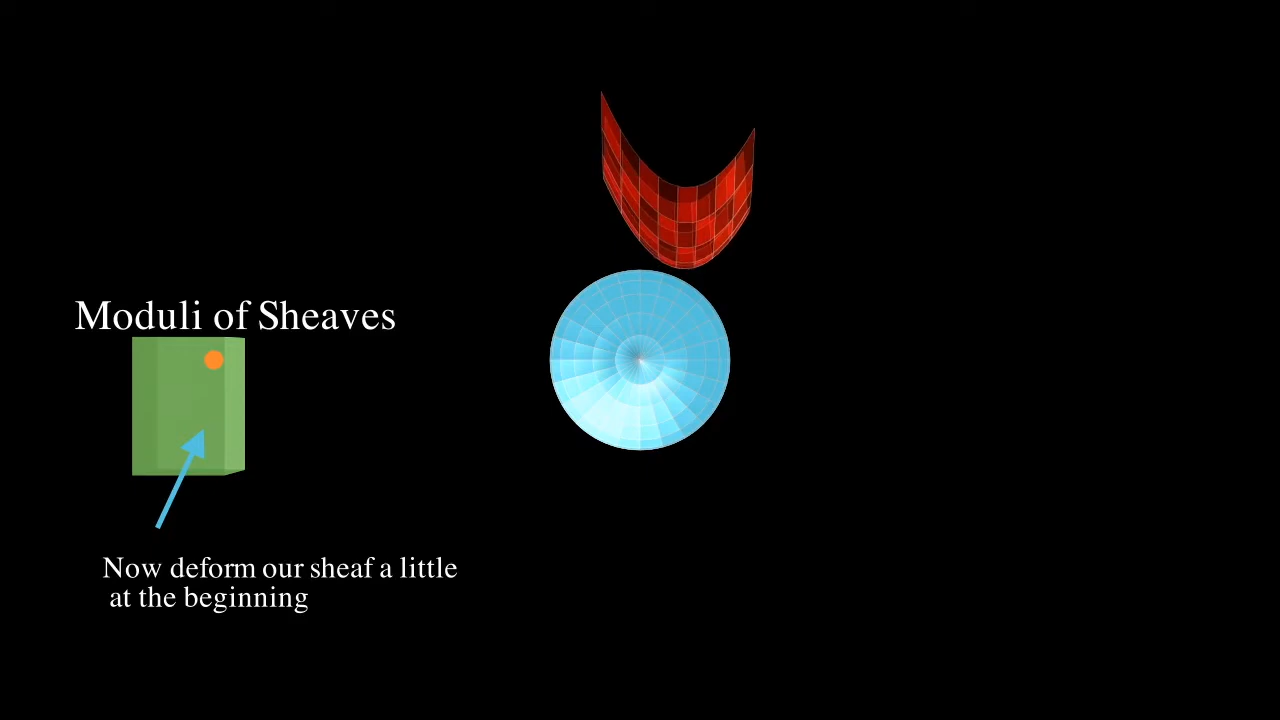 Moduli of Sheaves
Now deform our sheaf a little
at the beginning